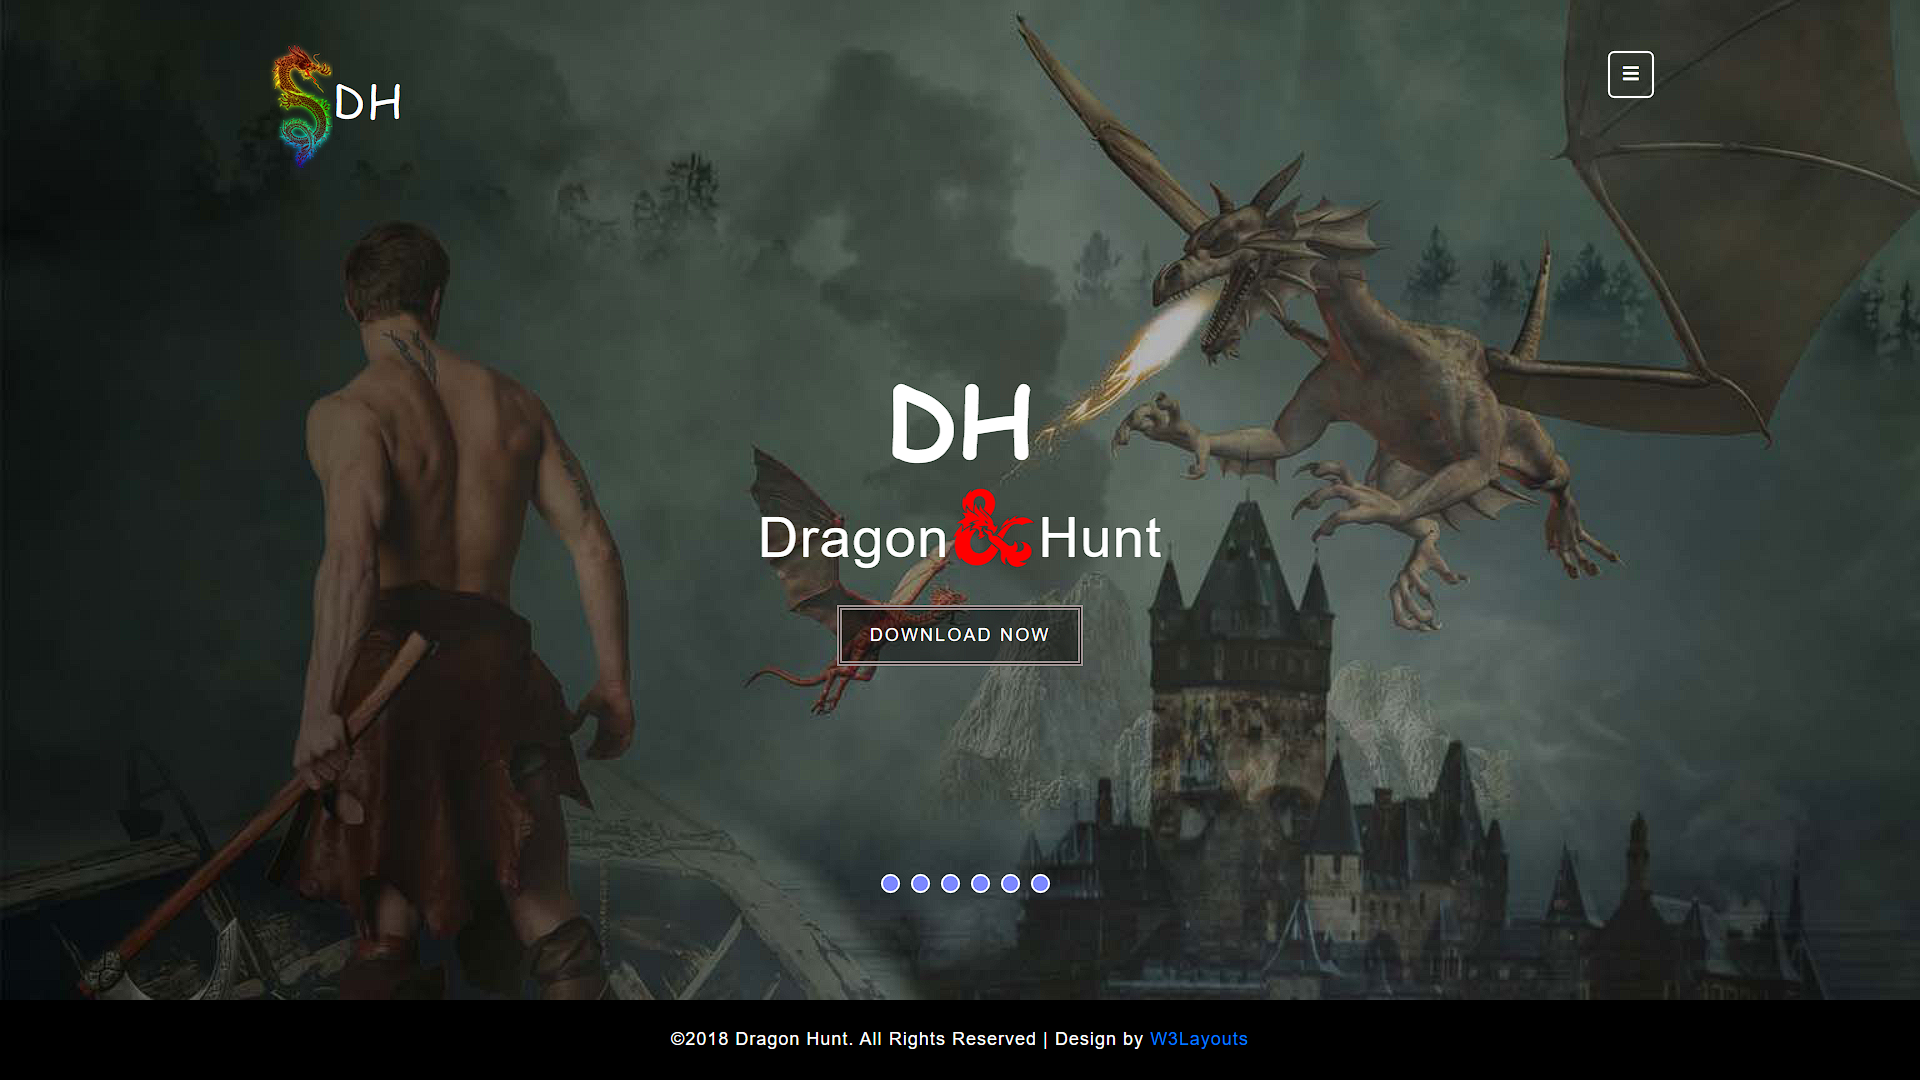 DH
DH
Dragon & Hunt
DOWNLOAD NOW
©2018 Dragon Hunt. All Rights Reserved | Design by W3Layouts